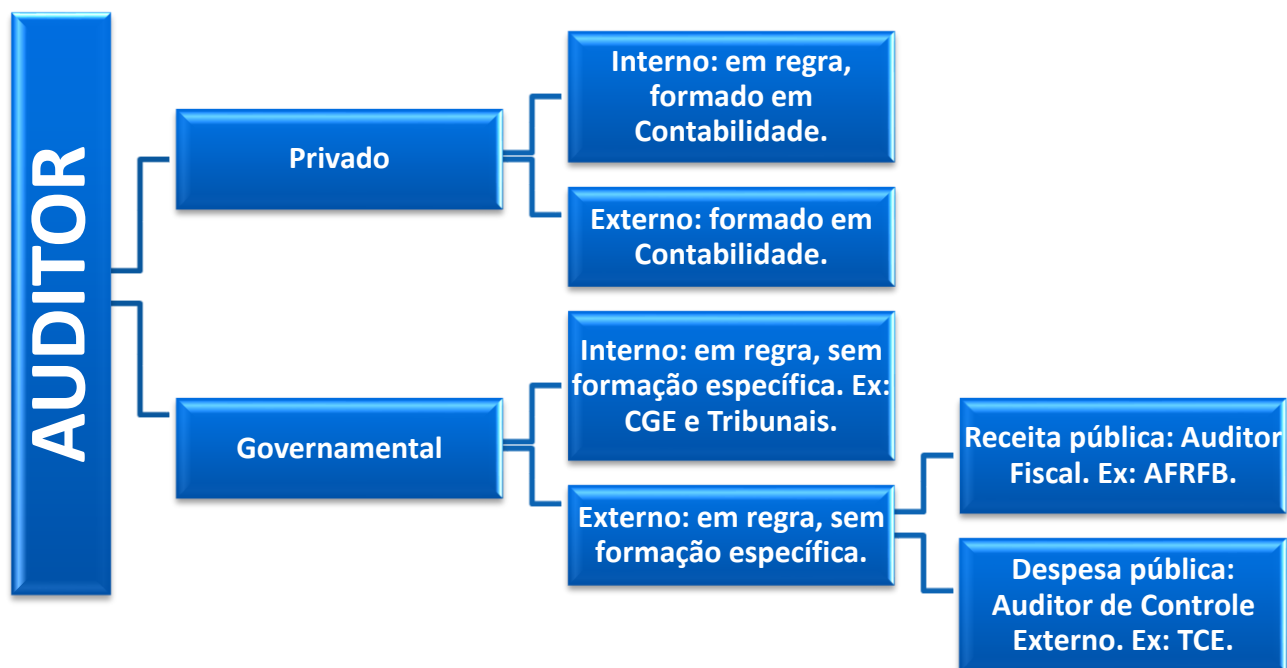 AUDITOR
Privado
Interno: em regra,
formado em
Contabilidade.
Externo: formado em
Contabilidade.
Governamental
Interno: em regra, sem
formação específica. Ex:
CGE e Tribunais.
Externo: em regra, sem
formação específica.
Receita pública: Auditor
Fiscal. Ex: AFRFB.
Despesa pública:
Auditor de Controle
Externo. Ex: TCE.